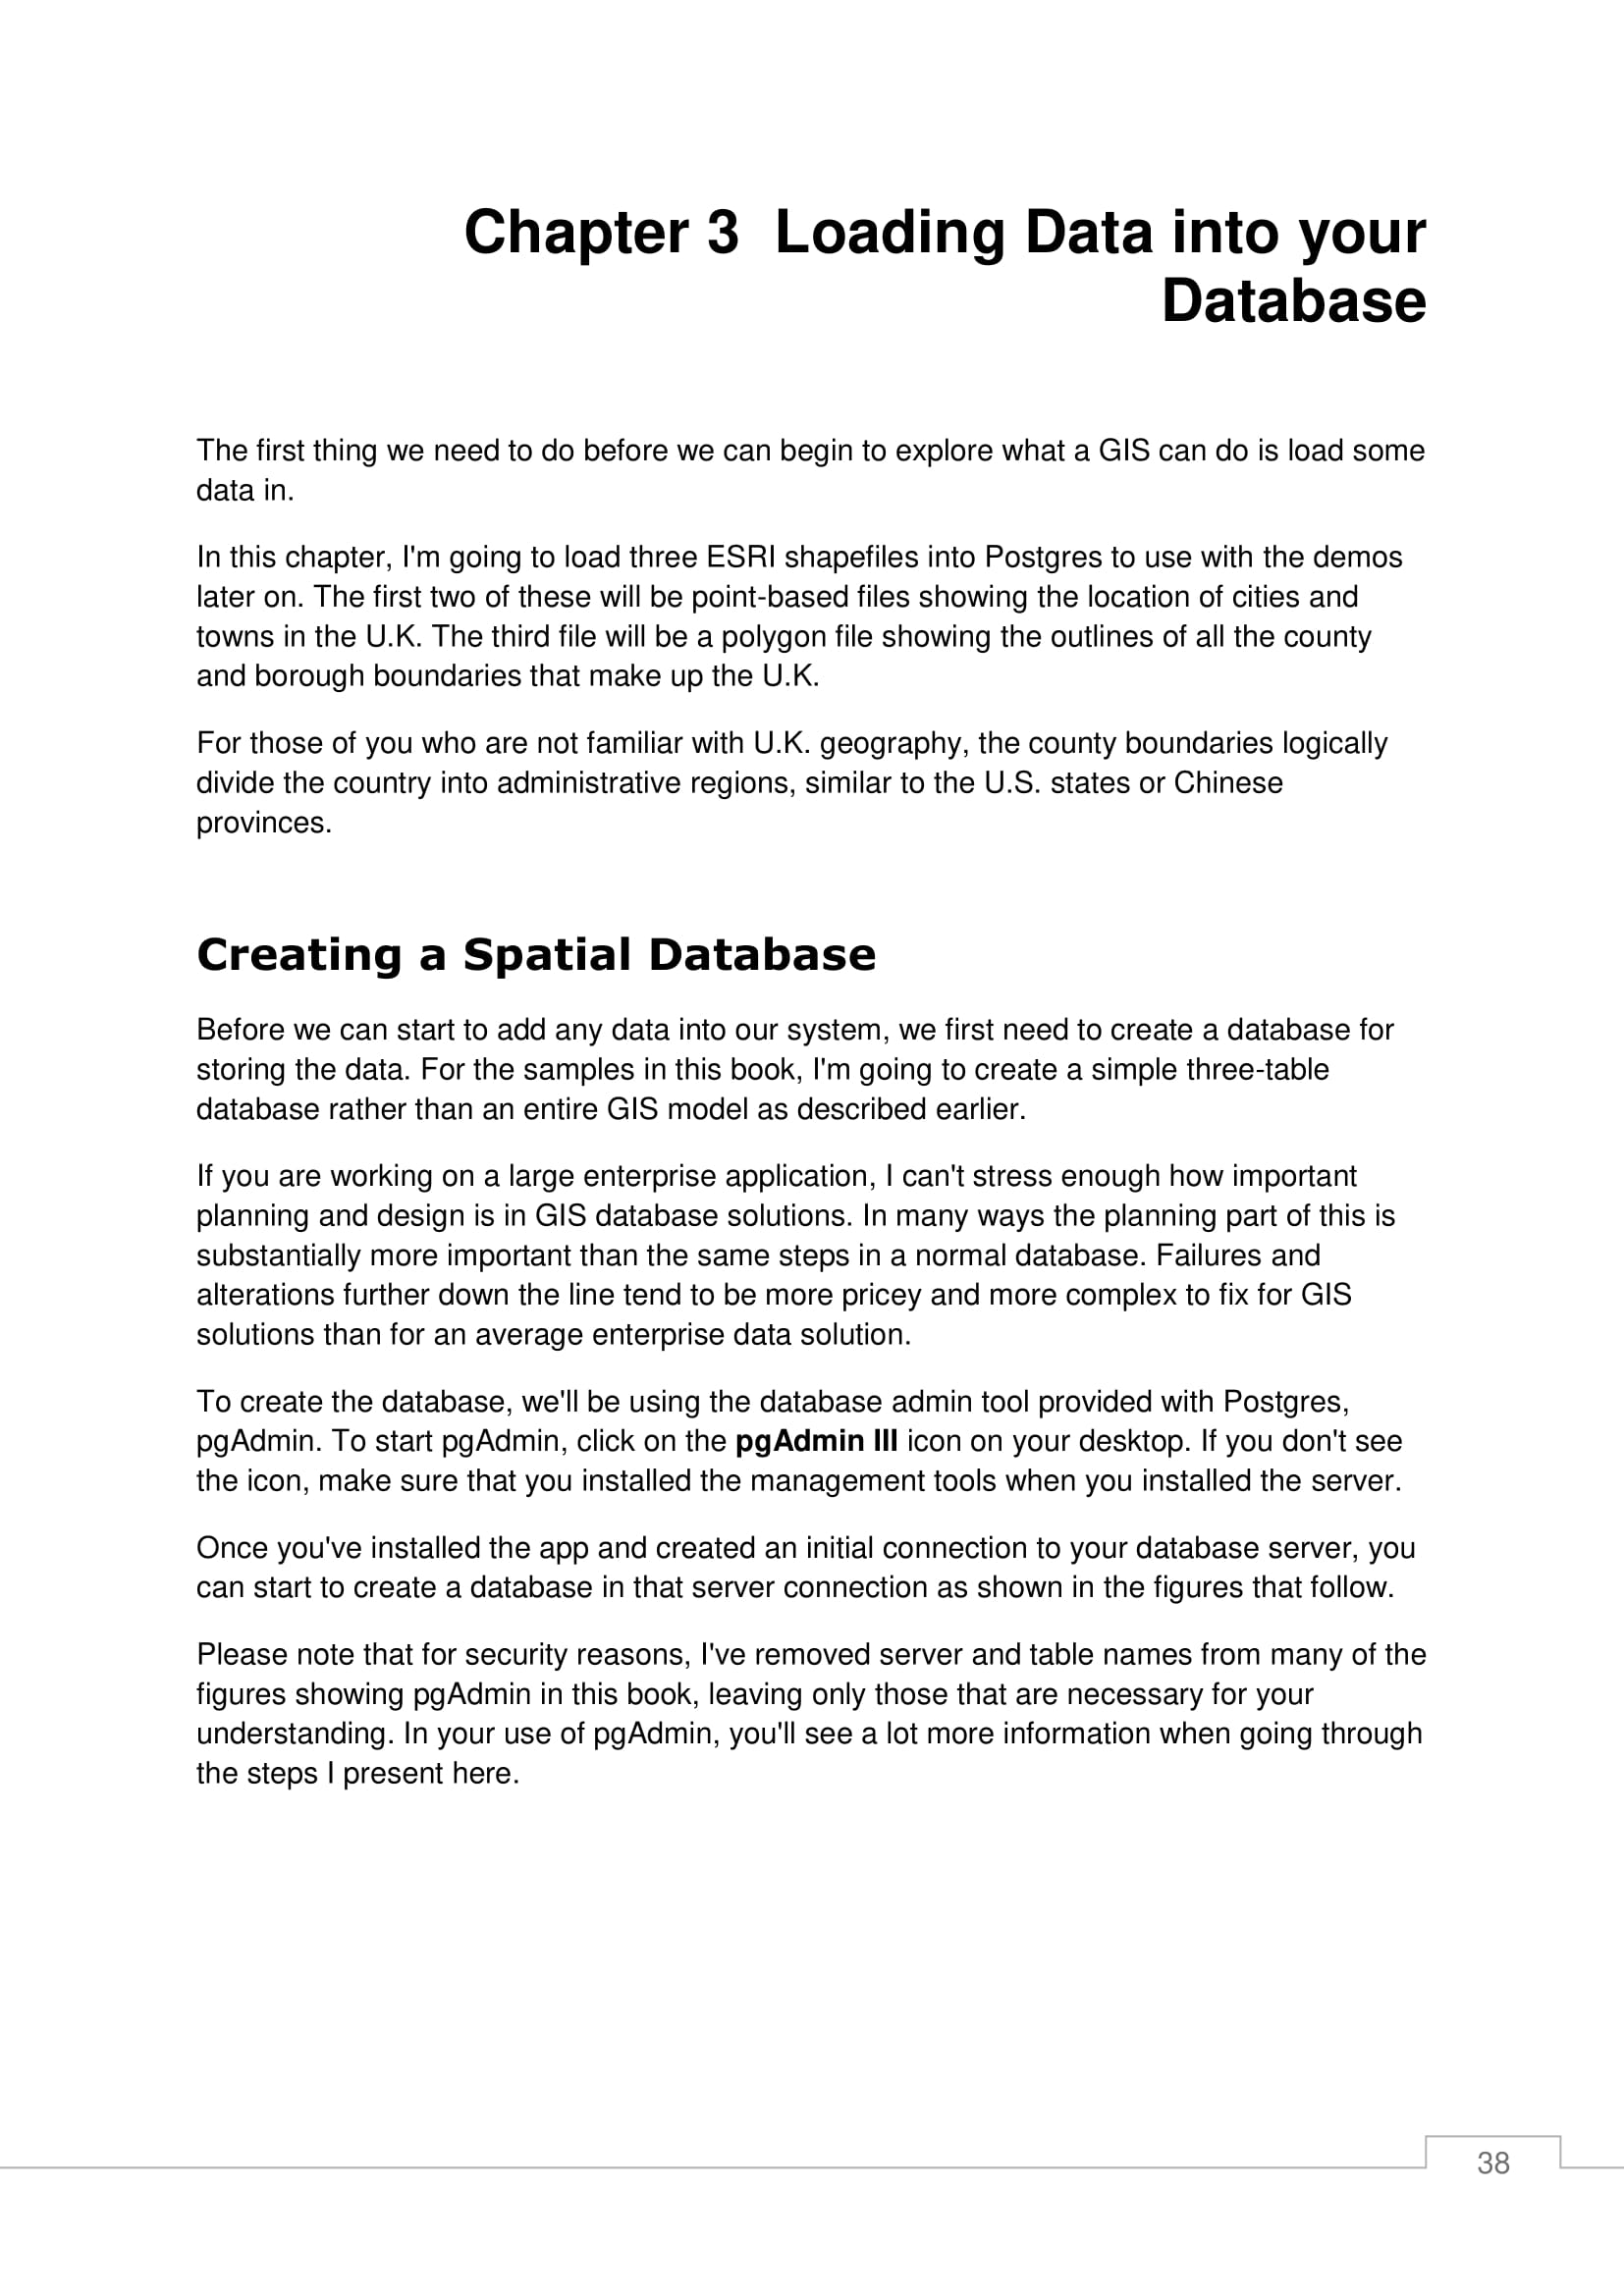 Chapter 3  Loading Data into your
Database
The first thing we need to do before we can begin to explore what a GIS can do is load some
data in.
In this chapter, I'm going to load three ESRI shapefiles into Postgres to use with the demos
later on. The first two of these will be point-based files showing the location of cities and
towns in the U.K. The third file will be a polygon file showing the outlines of all the county
and borough boundaries that make up the U.K.
For those of you who are not familiar with U.K. geography, the county boundaries logically
divide the country into administrative regions, similar to the U.S. states or Chinese
provinces.
Creating a Spatial Database
Before we can start to add any data into our system, we first need to create a database for
storing the data. For the samples in this book, I'm going to create a simple three-table
database rather than an entire GIS model as described earlier.
If you are working on a large enterprise application, I can't stress enough how important
planning and design is in GIS database solutions. In many ways the planning part of this is
substantially more important than the same steps in a normal database. Failures and
alterations further down the line tend to be more pricey and more complex to fix for GIS
solutions than for an average enterprise data solution.
To create the database, we'll be using the database admin tool provided with Postgres,
pgAdmin. To start pgAdmin, click on the pgAdmin III icon on your desktop. If you don't see
the icon, make sure that you installed the management tools when you installed the server.
Once you've installed the app and created an initial connection to your database server, you
can start to create a database in that server connection as shown in the figures that follow.
Please note that for security reasons, I've removed server and table names from many of the
figures showing pgAdmin in this book, leaving only those that are necessary for your
understanding. In your use of pgAdmin, you'll see a lot more information when going through
the steps I present here.
38